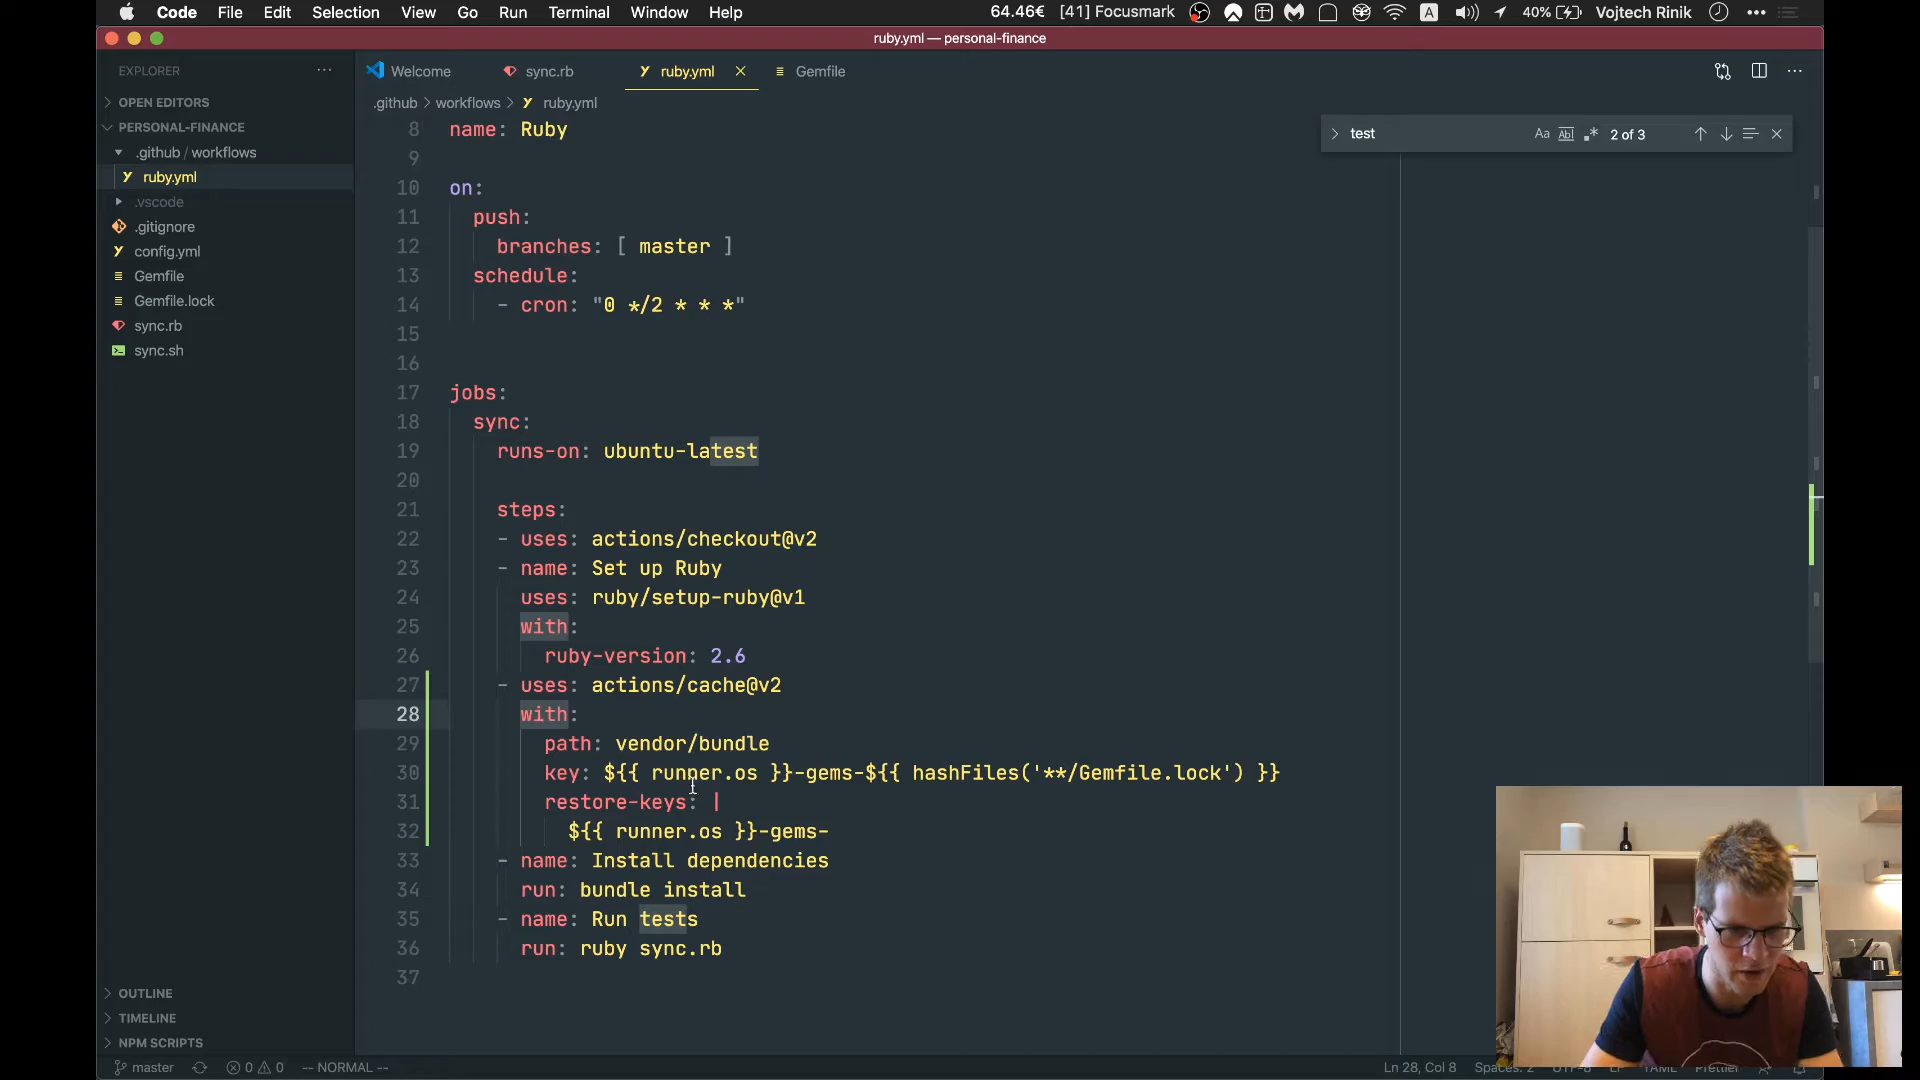 Code File Edit Selection View Go Run Terminal Window Help 64.46€ [41] Focusmark A 40% Vojtech Rinik
ruby.yml — personal-finance
EXPLORER
Welcome sync.rb ruby.yml Gemfile
OPEN EDITORS
.github > workflows > ruby.yml
PERSONAL-FINANCE
.github / workflows
ruby.yml
.vscode
.gitignore
config.yml
Gemfile
Gemfile.lock
sync.rb
sync.sh
test Aa Ab 2 of 3
8 name: Ruby
9
10 on:
11 push:
12 branches: [ master ]
13 schedule:
14 - cron: "0 */2 * * *"
15
16
17 jobs:
18 sync:
19 runs-on: ubuntu-latest
20
21 steps:
22 - uses: actions/checkout@v2
23 - name: Set up Ruby
24 uses: ruby/setup-ruby@v1
25 with:
26 ruby-version: 2.6
27 - uses: actions/cache@v2
28 with:
29 path: vendor/bundle
30 key: ${{ runner.os }}-gems-${{ hashFiles('**/Gemfile.lock') }}
31 restore-keys: |
32 ${{ runner.os }}-gems-
33 - name: Install dependencies
34 run: bundle install
35 - name: Run tests
36 run: ruby sync.rb
37
OUTLINE
TIMELINE
NPM SCRIPTS
master 0 0 -- NORMAL -- Ln 28, Col 8